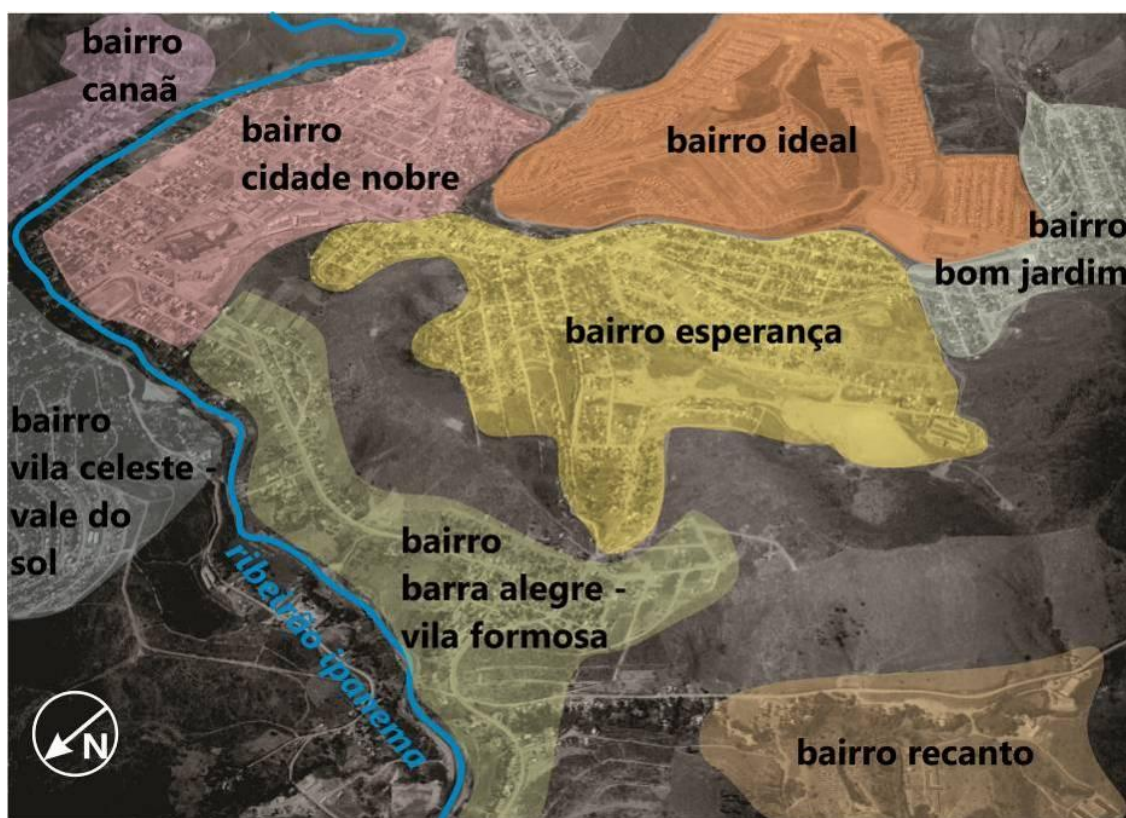 bairro
canaã
bairro
cidade nobre
bairro ideal
bairro
bom jardim
bairro esperança
bairro
vila celeste -
vale do
sol
bairro
barra alegre -
vila formosa
ribeirôo ipanema
bairro recanto
N